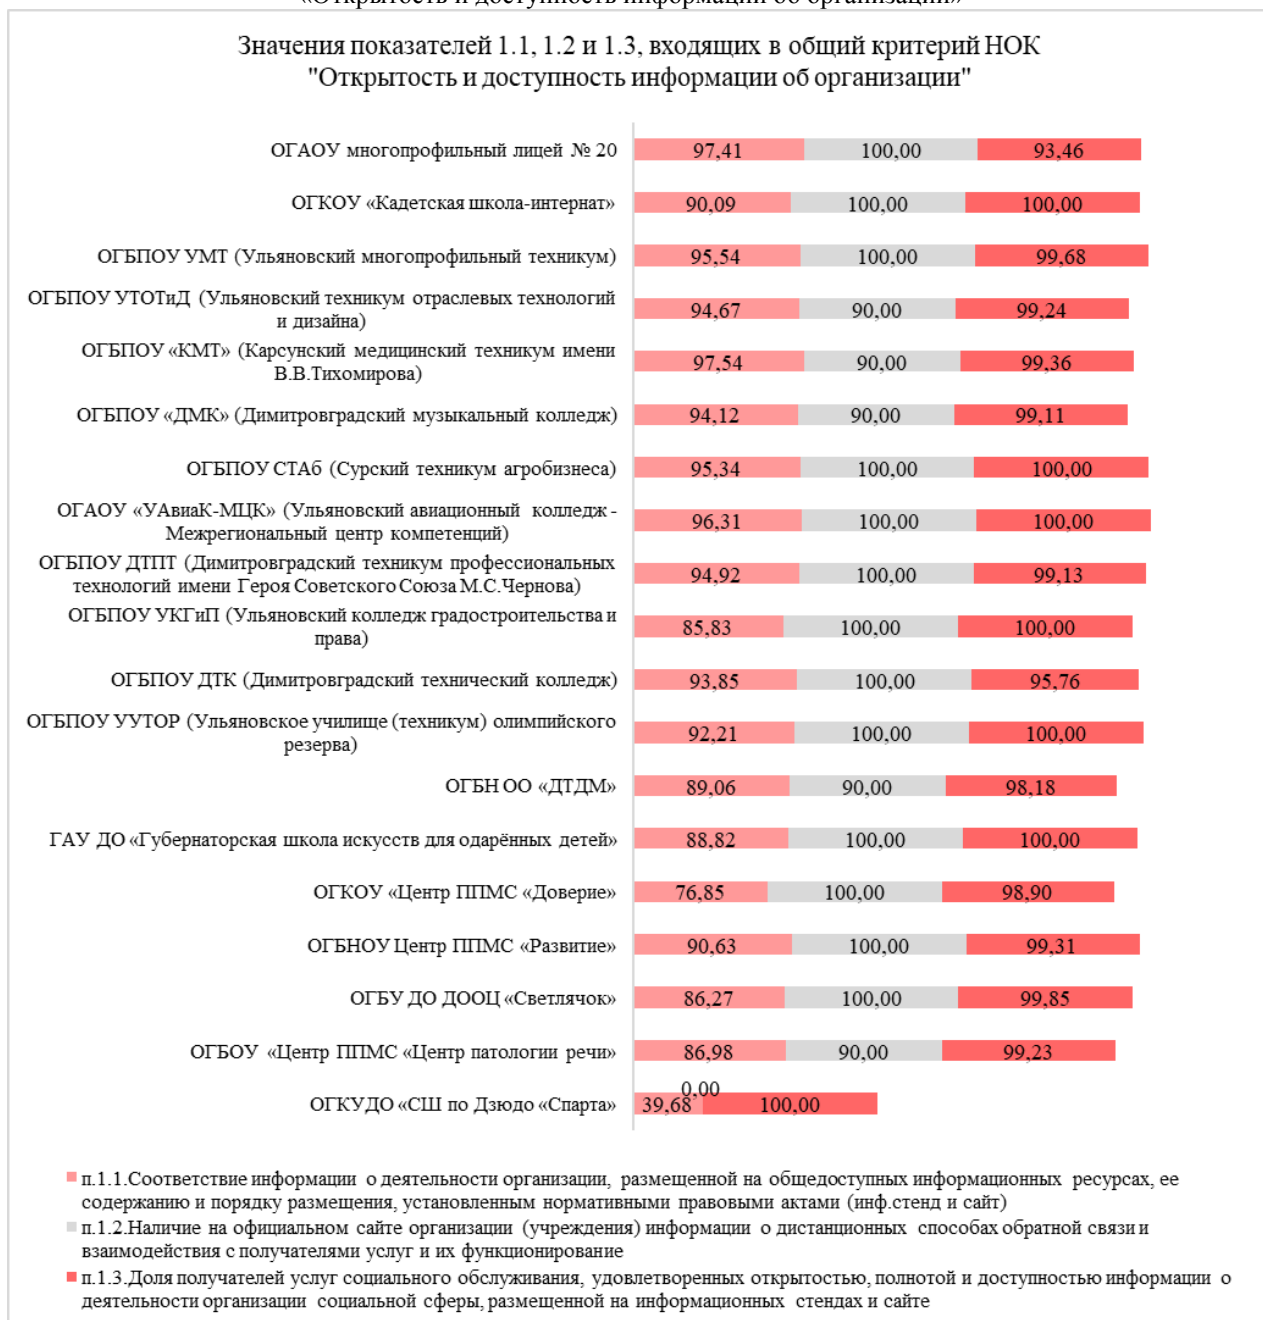 «Открытость и доступность информации об организации»
Значения показателей 1.1, 1.2 и 1.3, входящих в общий критерий НОК
"Открытость и доступность информации об организации"
ОГАОУ многопрофильный лицей № 20
97,41 100,00 93,46
ОГКОУ «Кадетская школа-интернат»
90,09 100,00 100,00
ОГБПОУ УМТ (Ульяновский многопрофильный техникум)
95,54 100,00 99,68
ОГБПОУ УТОТиД (Ульяновский техникум отраслевых технологий
и дизайна)
94,67 90,00 99,24
ОГБПОУ «КМТ» (Карсунский медицинский техникум имени
В.В.Тихомирова)
97,54 90,00 99,36
ОГБПОУ «ДМК» (Димитровградский музыкальный колледж)
94,12 90,00 99,11
ОГБПОУ СТАб (Сурский техникум агробизнеса)
95,34 100,00 100,00
ОГАОУ «УАвиаК-МЦК» (Ульяновский авиационный колледж -
Межрегиональный центр компетенций)
96,31 100,00 100,00
ОГБПОУ ДТПТ (Димитровградский техникум профессиональных
технологий имени Героя Советского Союза М.С.Чернова)
94,92 100,00 99,13
ОГБПОУ УКГиП (Ульяновский колледж градостроительства и
права)
85,83 100,00 100,00
ОГБПОУ ДТК (Димитровградский технический колледж)
93,85 100,00 95,76
ОГБПОУ УУТОР (Ульяновское училище (техникум) олимпийского
резерва)
92,21 100,00 100,00
ОГБН ОО «ДТДМ»
89,06 90,00 98,18
ГАУ ДО «Губернаторская школа искусств для одарённых детей»
88,82 100,00 100,00
ОГКОУ «Центр ППМС «Доверие»
76,85 100,00 98,90
ОГБНОУ Центр ППМС «Развитие»
90,63 100,00 99,31
ОГБУ ДО ДООЦ «Светлячок»
86,27 100,00 99,85
ОГБОУ «Центр ППМС «Центр патологии речи»
86,98 90,00 99,23
ОГКУДО «СШ по Дзюдо «Спарта»
39,68 0,00 100,00
п.1.1.Соответствие информации о деятельности организации, размещенной на общедоступных информационных ресурсах, ее
содержанию и порядку размещения, установленным нормативными правовыми актами (инф.стенд и сайт)
п.1.2.Наличие на официальном сайте организации (учреждения) информации о дистанционных способах обратной связи и
взаимодействия с получателями услуг и их функционирование
п.1.3.Доля получателей услуг социального обслуживания, удовлетворенных открытостью, полнотой и доступностью информации о
деятельности организации социальной сферы, размещенной на информационных стендах и сайте